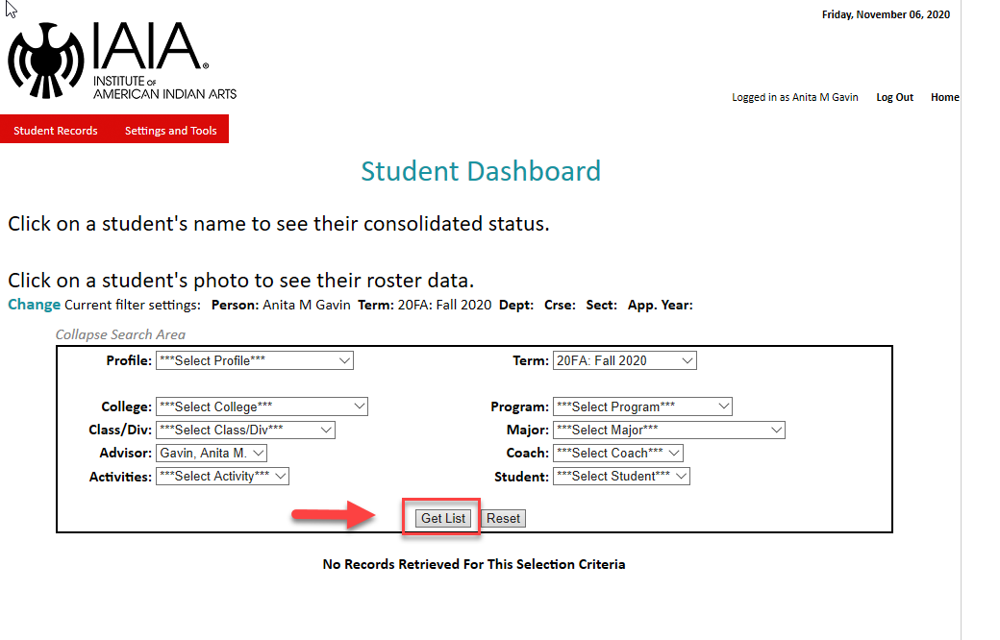 Friday, November 06, 2020
IAIA®
INSTITUTE OF
AMERICAN INDIAN ARTS
Logged in as Anita M Gavin Log Out Home
Student Records Settings and Tools
Student Dashboard
Click on a student's name to see their consolidated status.
Click on a student's photo to see their roster data.
Change Current filter settings: Person: Anita M Gavin Term: 20FA: Fall 2020 Dept: Crse: Sect: App. Year:
Collapse Search Area
Profile: ***Select Profile*** Term: 20FA: Fall 2020
College: ***Select College*** Program: ***Select Program***
Class/Div: ***Select Class/Div*** Major: ***Select Major***
Advisor: Gavin, Anita M. Coach: ***Select Coach***
Activities: ***Select Activity*** Student: ***Select Student***
Get List Reset
No Records Retrieved For This Selection Criteria